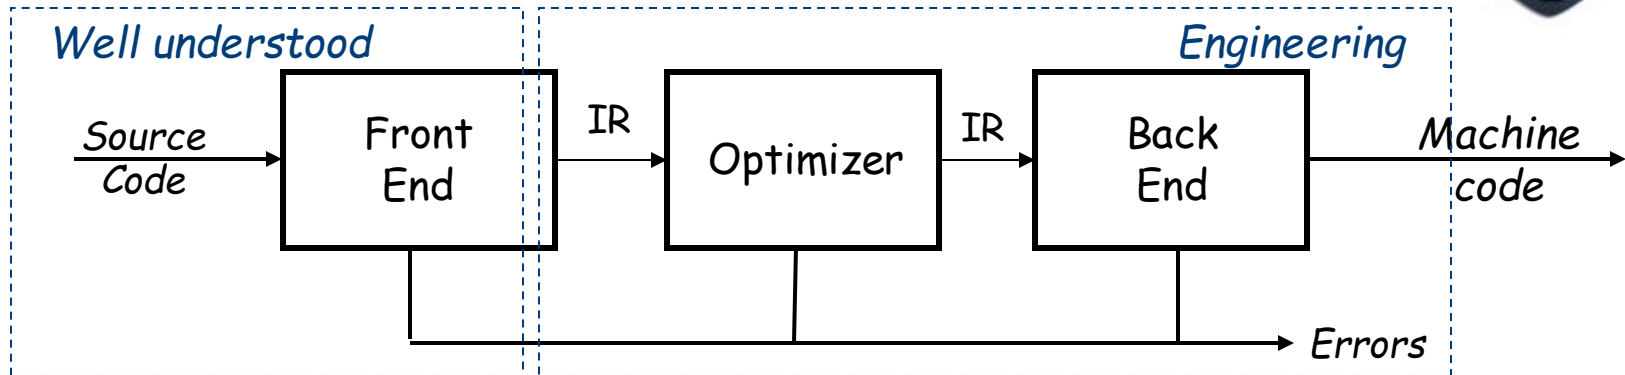 Well understood
Engineering
Source
Code
Front
End
IR
Optimizer
IR
Back
End
Machine
code
Errors